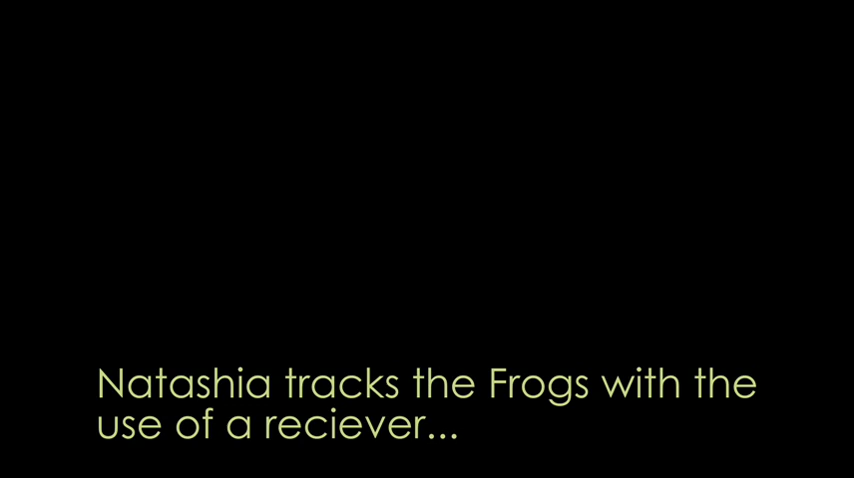 Natashia tracks the Frogs with the
use of a reciever...